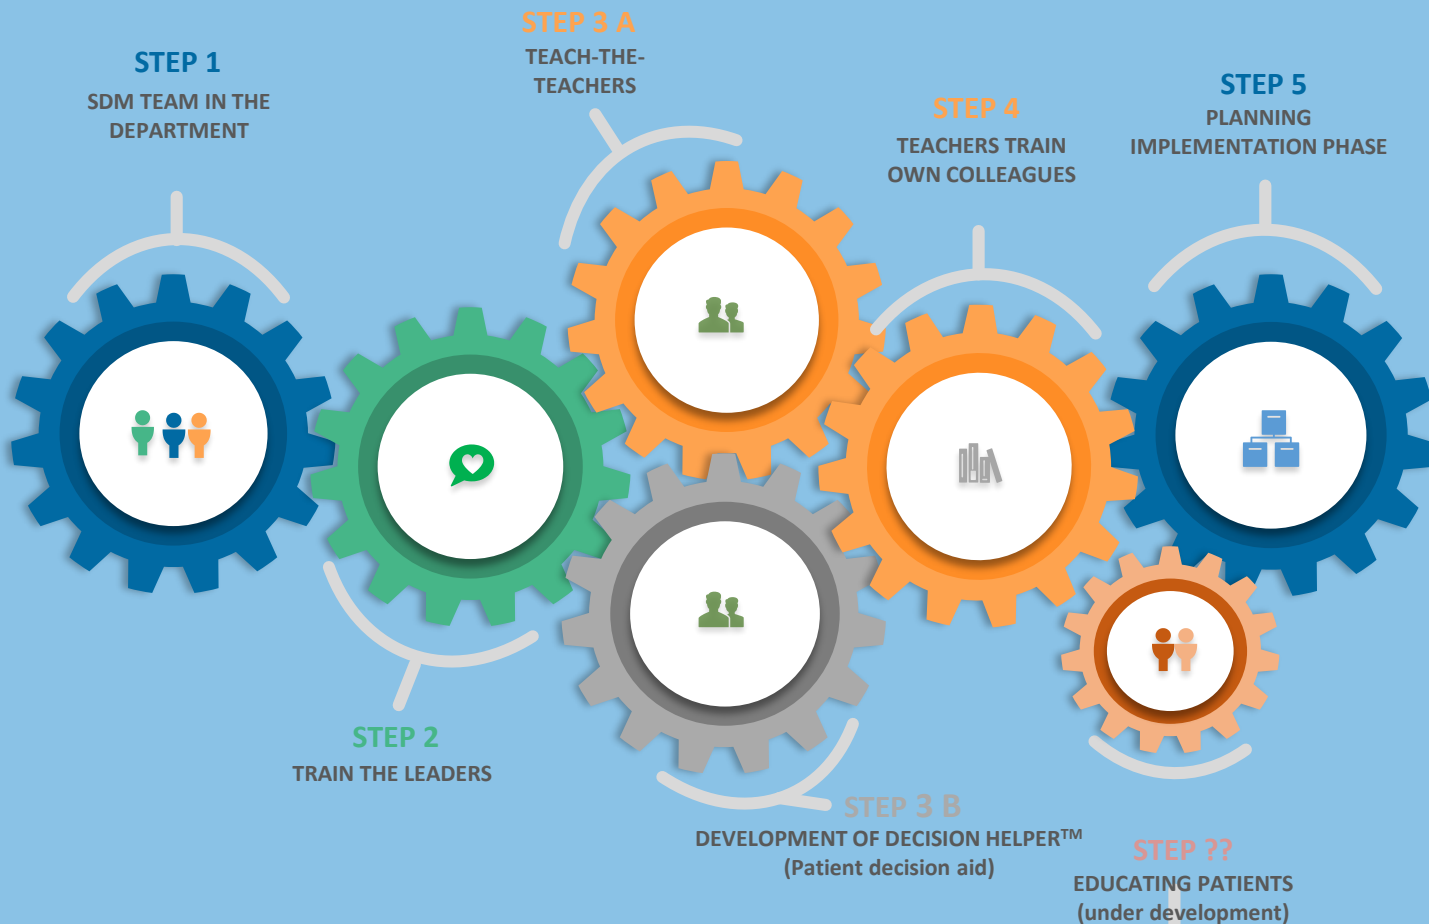 STEP 1
SDM TEAM IN THE
DEPARTMENT
STEP 2
TRAIN THE LEADERS
STEP 3 A
TEACH-THE-
TEACHERS
STEP 3 B
DEVELOPMENT OF DECISION HELPER™
(Patient decision aid)
STEP 4
TEACHERS TRAIN
OWN COLLEAGUES
STEP 5
PLANNING
IMPLEMENTATION PHASE
STEP ??
EDUCATING PATIENTS
(under development)